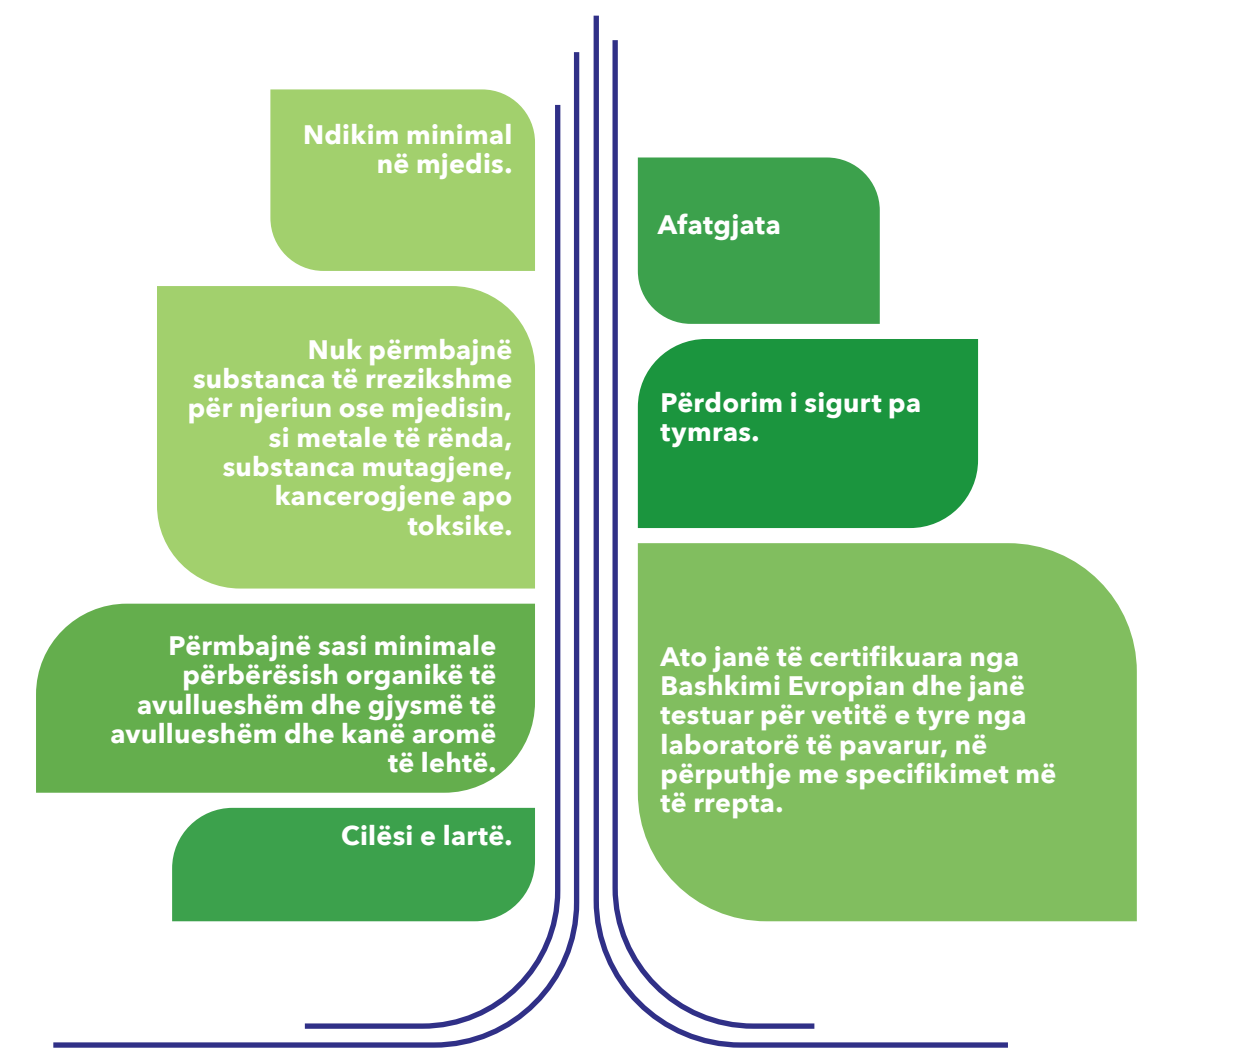 Ndikim minimal
në mjedis.
Nuk përmbajnë
substanca të rrezikshme
për njeriun ose mjedisin,
si metale të rënda,
substanca mutagjene,
kancerogjene apo
toksike.
Përmbajnë sasi minimale
përbërësish organikë të
avullueshëm dhe gjysmë të
avullueshëm dhe kanë aromë
të lehtë.
Cilësi e lartë.
Afatgjata
Përdorim i sigurt pa
tymras.
Ato janë të certifikuara nga
Bashkimi Evropian dhe janë
testuar për vetitë e tyre nga
laboratorë të pavarur, në
përputhje me specifikimet më
të rrepta.